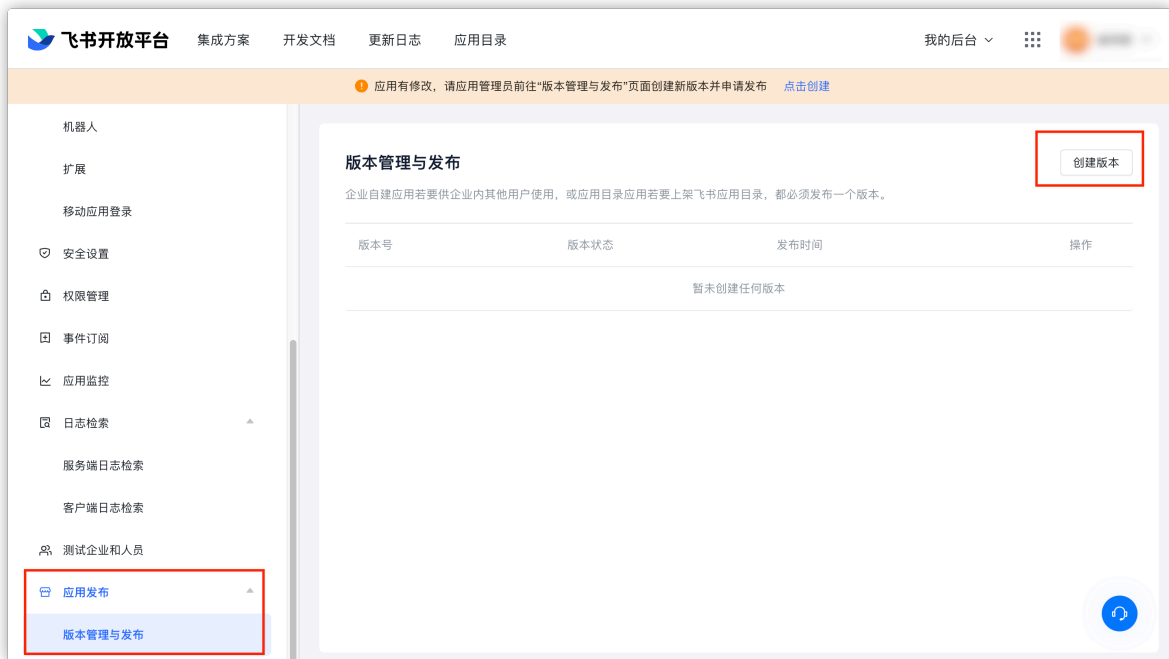 飞书开放平台 集成方案 开发文档 更新日志 应用目录 我的后台
应用有修改，请应用管理员前往“版本管理与发布”页面创建新版本并申请发布 点击创建
机器人
扩展
移动应用登录
安全设置
权限管理
事件订阅
应用监控
日志检索
服务端日志检索
客户端日志检索
测试企业和人员
应用发布
版本管理与发布
版本管理与发布
创建版本
企业自建应用若要供企业内其他用户使用，或应用目录应用若要上架飞书应用目录，都必须发布一个版本。
版本号 版本状态 发布时间 操作
暂未创建任何版本